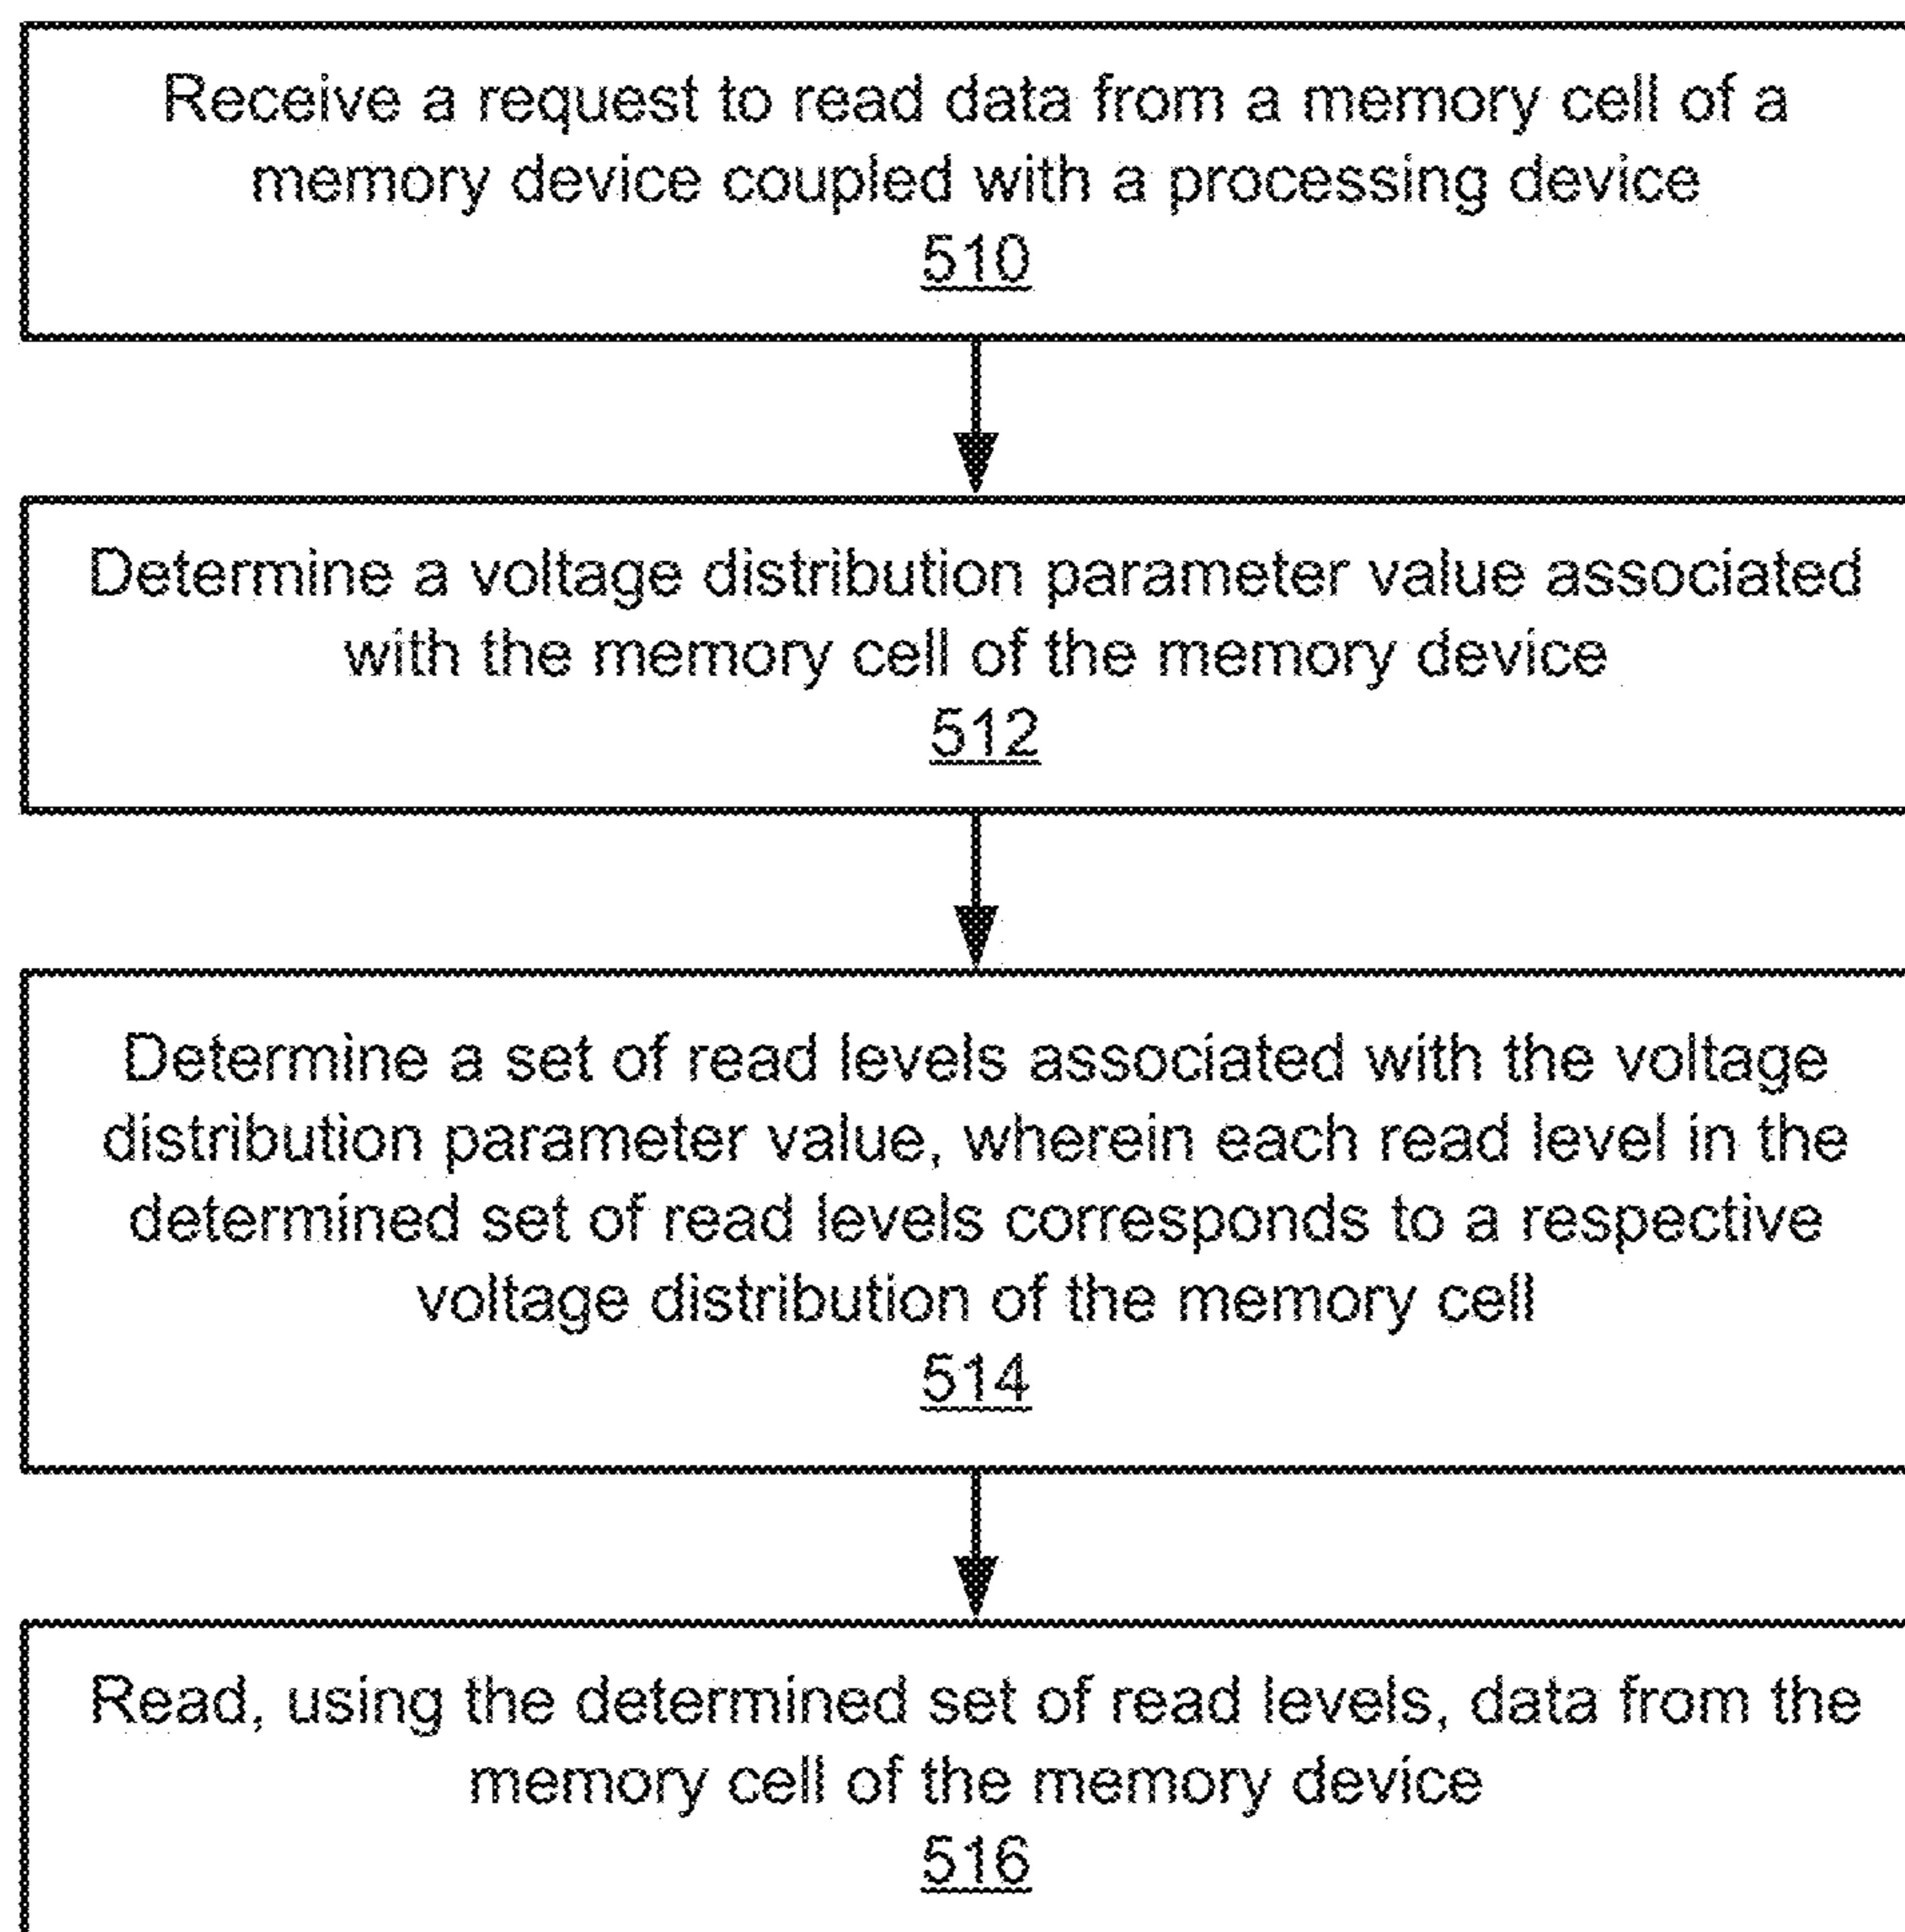 Receive a request to read data from a memory cell of a
memory device coupled with a processing device
510
Determine a voltage distribution parameter value associated
with the memory cell of the memory device
512
Determine a set of read levels associated with the voltage
distribution parameter value, wherein each read level in the
determined set of read levels corresponds to a respective
voltage distribution of the memory cell
514
Read, using the determined set of read levels, data from the
memory cell of the memory device
516